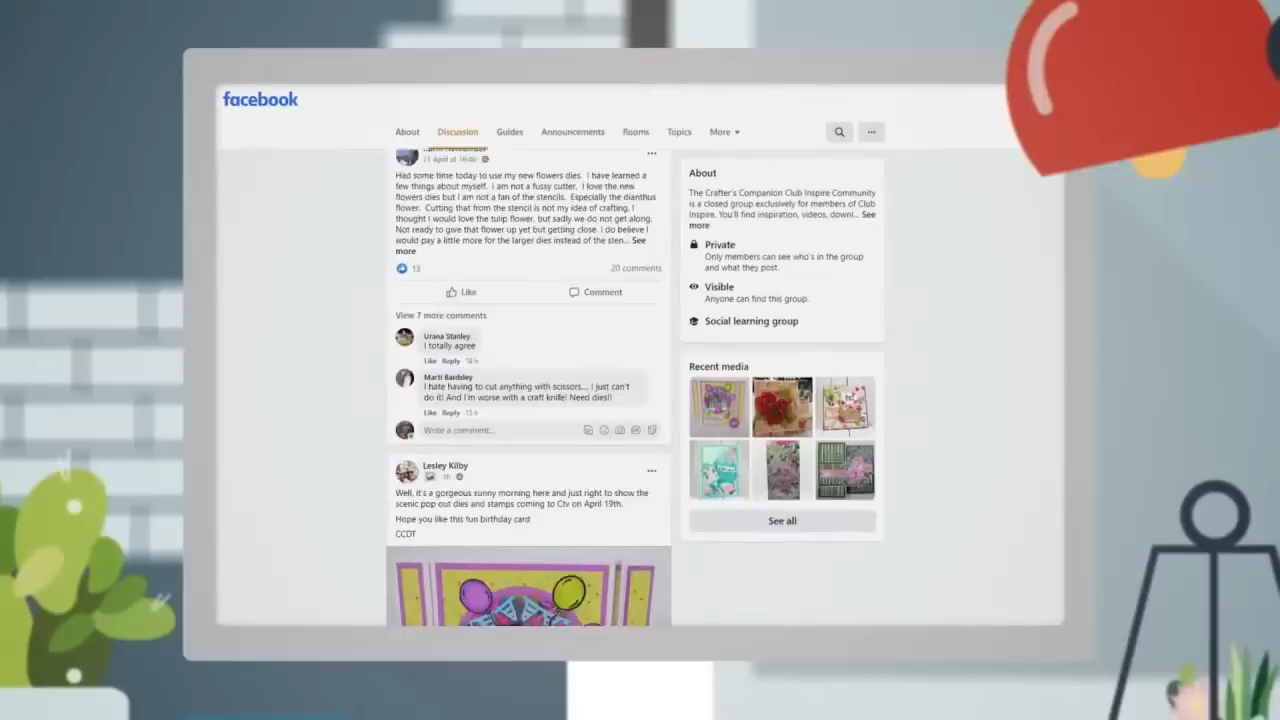 facebook
About Discussion Guides Announcements Rooms Topics More
11 April at
Had some time today to use my new flowers dies. I have learned a
few things about myself. I am not a fussy cutter. I love the new
flowers dies but I am not a fan of the stencils. Especially the dianthus
flower. Cutting that from the stencil is not my idea of crafting. I
thought I would love the tulip flower, but sadly we do not get along.
Not ready to give that flower up yet but getting close. I do believe I
would pay a little more for the larger dies instead of the sten... See
more
13 20 comments
Like Comment
View 7 more comments
Urana Stanley
I totally agree
Like Reply 18 h
Marti Bardsley
I hate having to cut anything with scissors... I just can't
do it! And I'm worse with a craft knife! Need dies!!
Like Reply 15 h
Write a comment...
Lesley Kilby
1h
Well, it's a gorgeous sunny morning here and just right to show the
scenic pop out dies and stamps coming to Ctv on April 19th.
Hope you like this fun birthday card
CCDT
About
The Crafter's Companion Club Inspire Community
is a closed group exclusively for members of Club
Inspire. You'll find inspiration, videos, downl... See
more
Private
Only members can see who's in the group
and what they post.
Visible
Anyone can find this group.
Social learning group
Recent media
See all